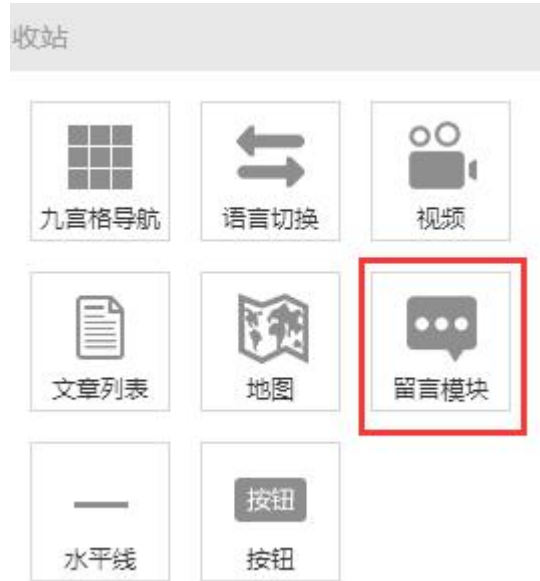 收站
九宫格导航
语言切换
视频
文章列表
地图
留言模块
按钮
水平线
按钮